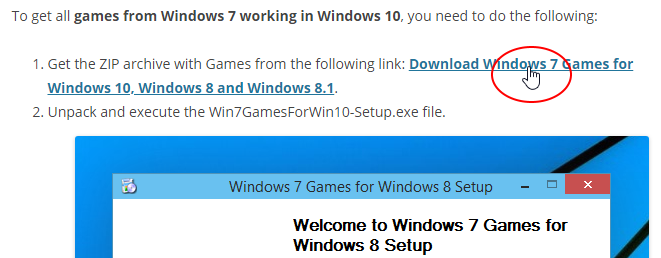 To get all games from Windows 7 working in Windows 10, you need to do the following:
1. Get the ZIP archive with Games from the following link: Download Windows 7 Games for
Windows 10, Windows 8 and Windows 8.1.
2. Unpack and execute the Win7GamesForWin10-Setup.exe file.
Windows 7 Games for Windows 8 Setup
Welcome to Windows 7 Games for
Windows 8 Setup